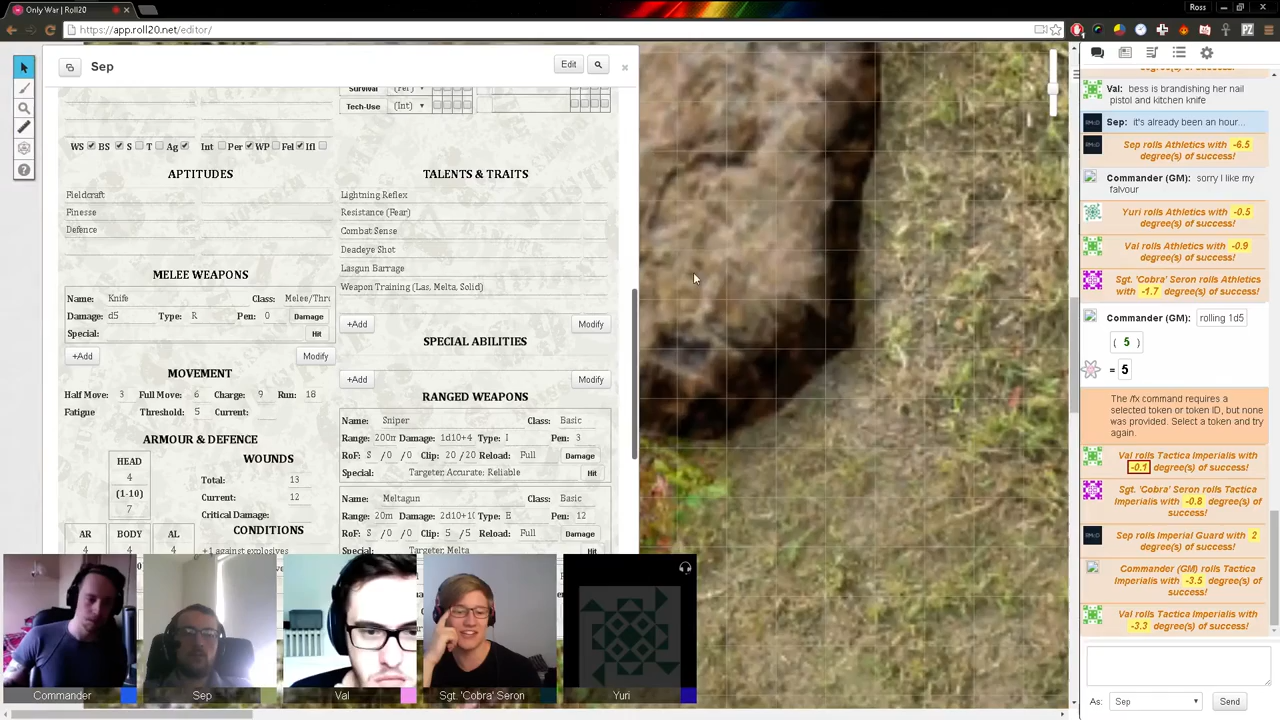 Only War | Roll20
Ross
https://app.roll20.net/editor/
Sep
Edit
Survival (Per)
Tech-Use (Int)
WS BS S T Ag Int Per WP Fel Ifl
APTITUDES
Fieldcraft
Finesse
Defence
MELEE WEAPONS
Name: Knife Class: Melee/Thro
Damage: d5 Type: R Pen: 0 Damage
Special: Hit
+Add Modify
MOVEMENT
Half Move: 3 Full Move: 6 Charge: 9 Run: 18
Fatigue Threshold: 5 Current:
ARMOUR & DEFENCE
HEAD
4
(1-10)
7
AR BODY AL
4 4 4
WOUNDS
Total: 13
Current: 12
Critical Damage:
CONDITIONS
+1 against explosives
TALENTS & TRAITS
Lightning Reflex
Resistance (Fear)
Combat Sense
Deadeye Shot
Lasgun Barrage
Weapon Training (Las, Melta, Solid)
+Add Modify
SPECIAL ABILITIES
+Add Modify
RANGED WEAPONS
Name: Sniper Class: Basic
Range: 200m Damage: 1d10+4 Type: I Pen: 3
RoF: S /0 /0 Clip: 20 /20 Reload: Full Damage
Special: Targeter, Accurate; Reliable Hit
Name: Meltagun Class: Basic
Range: 20m Damage: 2d10+10 Type: E Pen: 12
RoF: S /0 /0 Clip: 5 /5 Reload: Full Damage
Special: Targeter, Melta Hit
Commander
Sep
Val
Sgt. 'Cobra' Seron
Yuri
degree(s) of success!
Val: bess is brandishing her nail
pistol and kitchen knife
Sep: it's already been an hour...
Sep rolls Athletics with -6.5
degree(s) of success!
Commander (GM): sorry I like my
falvour
Yuri rolls Athletics with -0.5
degree(s) of success!
Val rolls Athletics with -0.9
degree(s) of success!
Sgt. 'Cobra' Seron rolls Athletics
with -1.7 degree(s) of success!
Commander (GM): rolling 1d5
( 5 )
= 5
The /fx command requires a
selected token or token ID, but none
was provided. Select a token and try
again.
Val rolls Tactica Imperialis with
-0.1 degree(s) of success!
Sgt. 'Cobra' Seron rolls Tactica
Imperialis with -0.8 degree(s) of
success!
Sep rolls Imperial Guard with 2
degree(s) of success!
Commander (GM) rolls Tactica
Imperialis with -3.5 degree(s) of
success!
Val rolls Tactica Imperialis with
-3.3 degree(s) of success!
As: Sep Send